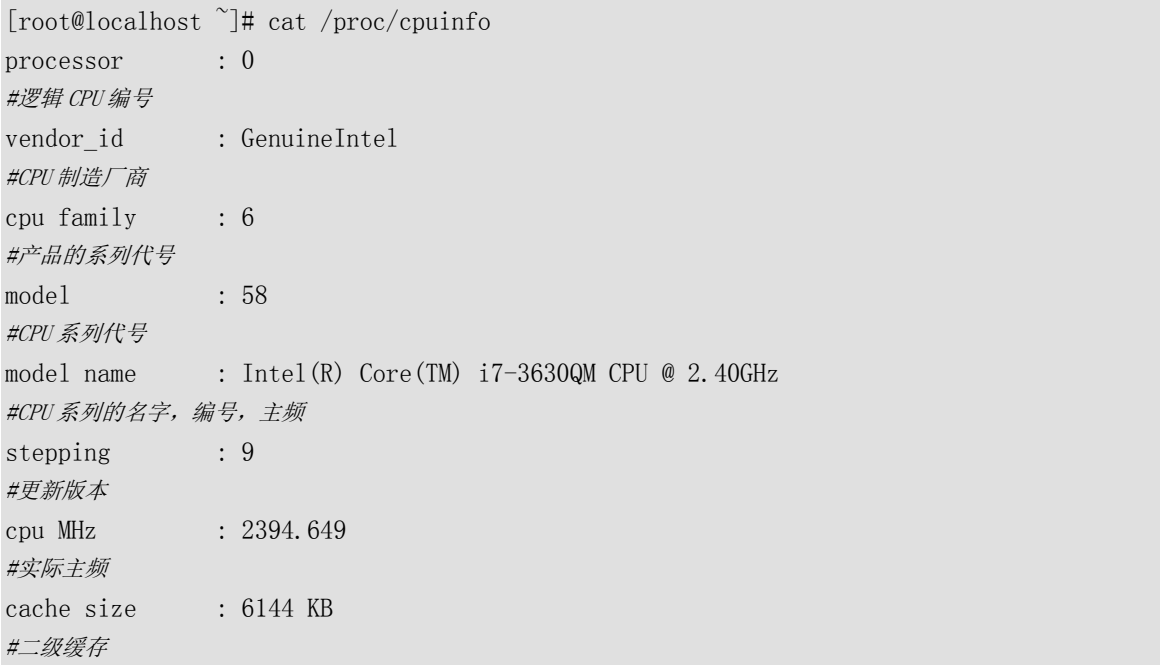 [root@localhost ~]# cat /proc/cpuinfo
processor : 0
#逻辑 CPU 编号
vendor_id : GenuineIntel
#CPU 制造厂商
cpu family : 6
#产品的系列代号
model : 58
#CPU 系列代号
model name : Intel(R) Core(TM) i7-3630QM CPU @ 2.40GHz
#CPU 系列的名字，编号，主频
stepping : 9
#更新版本
cpu MHz : 2394.649
#实际主频
cache size : 6144 KB
#二级缓存